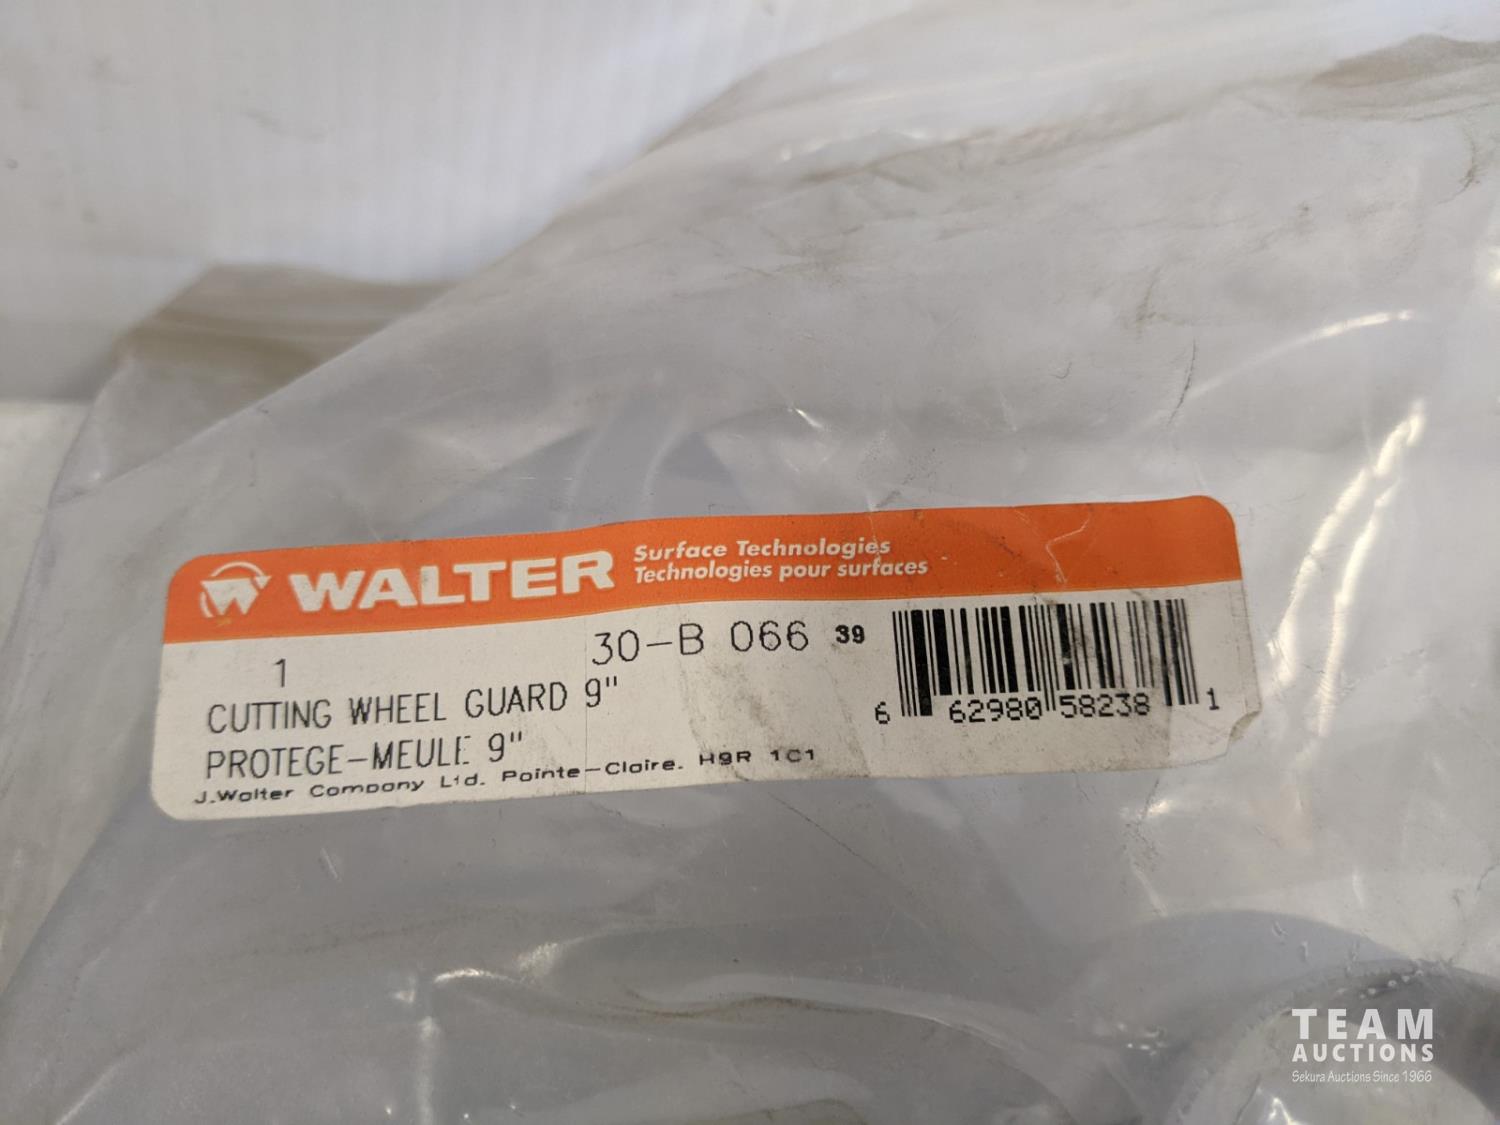 WALTER
Surface Technologies
Technologies pour surfaces
1
30-B 066 39
CUTTING WHEEL GUARD 9"
PROTEGE-MEULE 9"
J.Walter Company Ltd. Pointe-Claire. H9R 1C1
6 62980 58238 1
TEAM
AUCTIONS
Sekura Auctions Since 1966